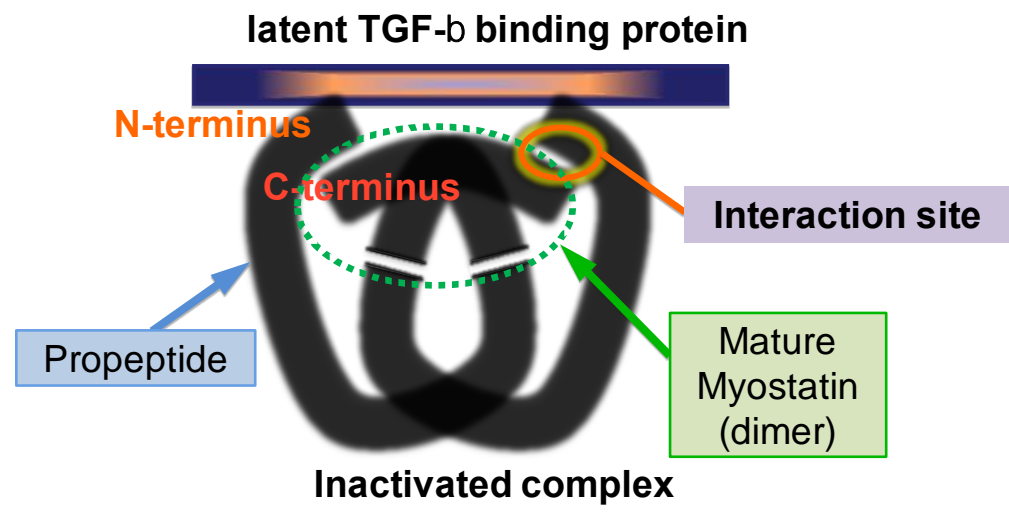 latent TGF-b binding protein
N-terminus
C-terminus
Interaction site
Propeptide
Mature
Myostatin
(dimer)
Inactivated complex